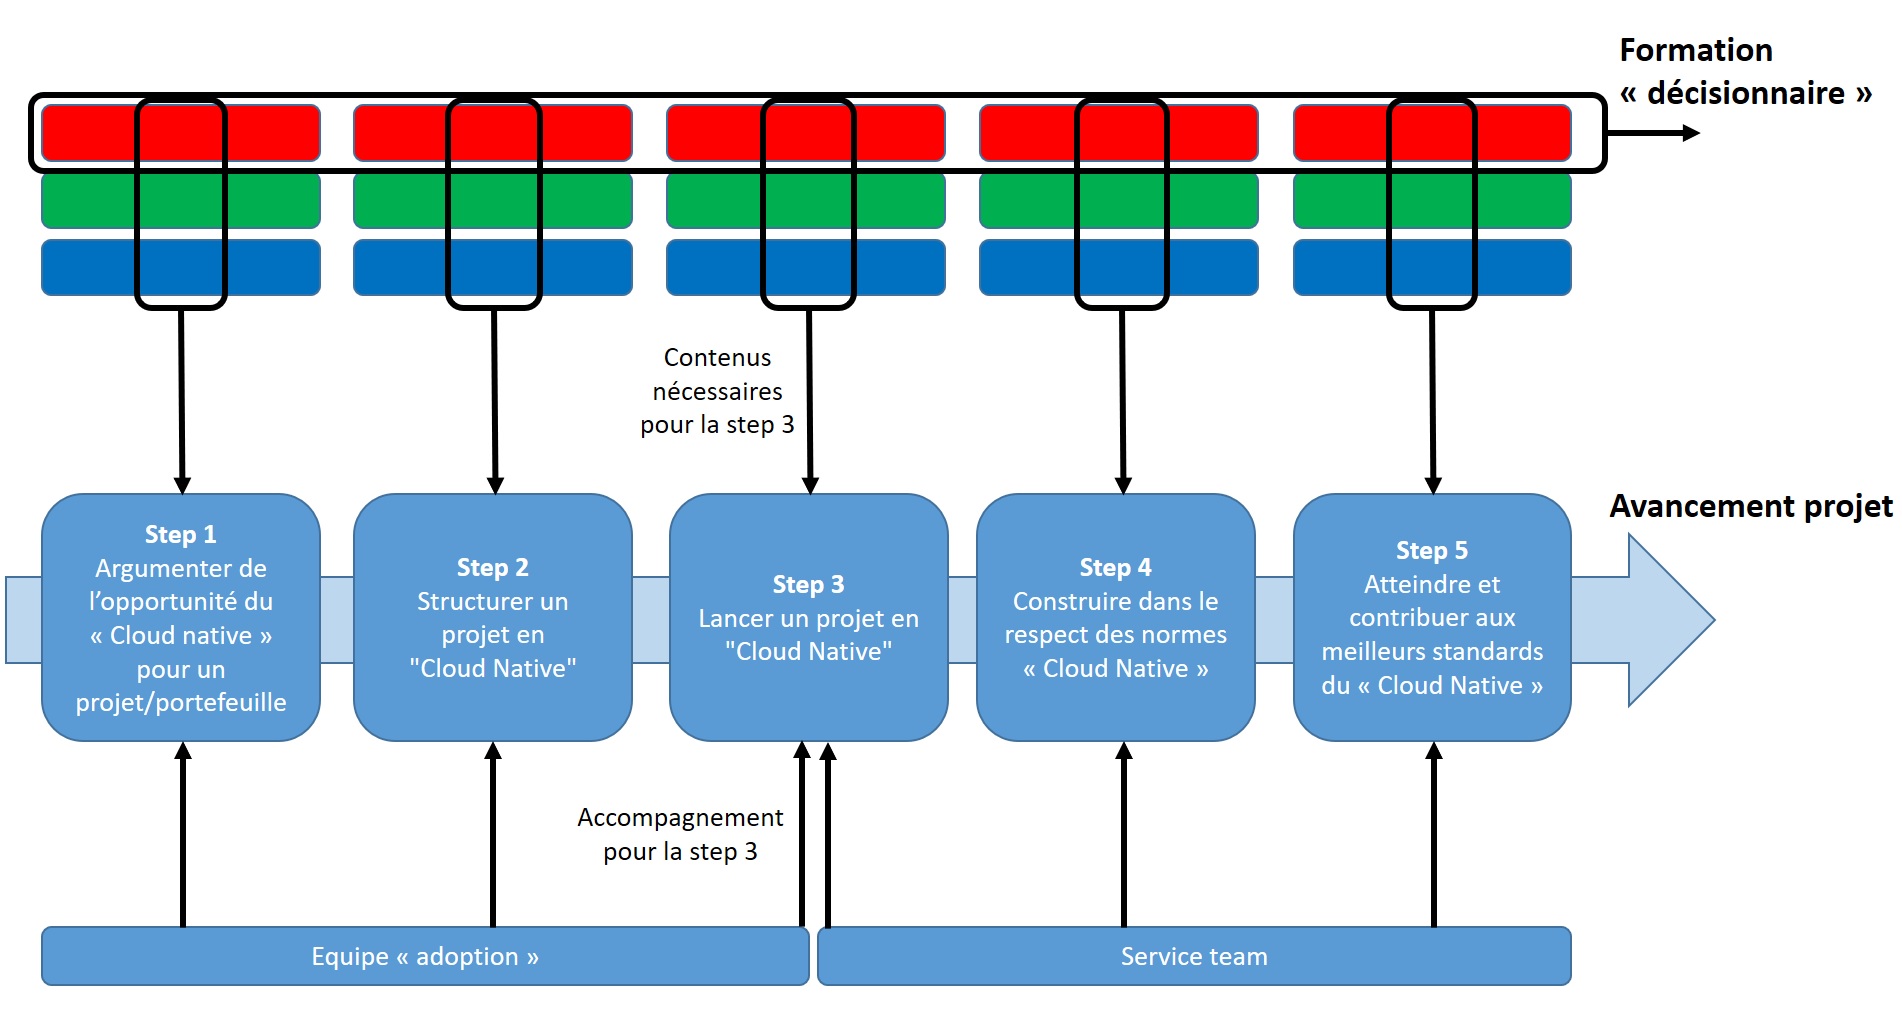 Formation
« décisionnaire »
Contenus
nécessaires
pour la step 3
Avancement projet
Step 1
Argumenter de
l’opportunité du
« Cloud native »
pour un
projet/portefeuille
Step 2
Structurer un
projet en
"Cloud Native"
Step 3
Lancer un projet en
"Cloud Native"
Step 4
Construire dans le
respect des normes
« Cloud Native »
Step 5
Atteindre et
contribuer aux
meilleurs standards
du « Cloud Native »
Accompagnement
pour la step 3
Equipe « adoption »
Service team